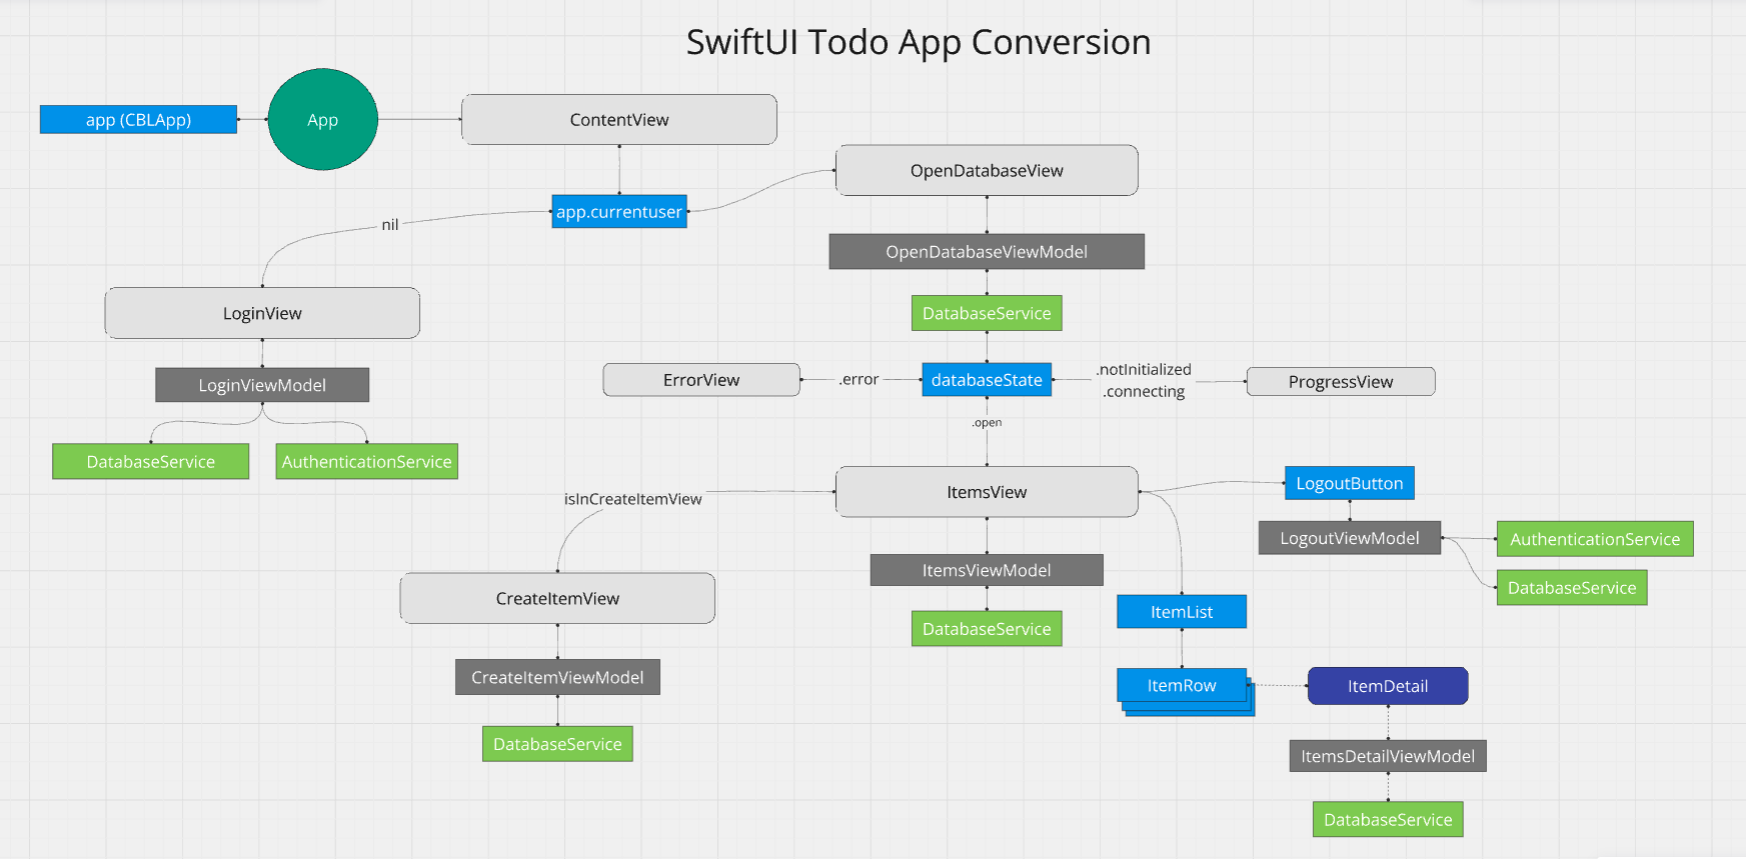 SwiftUI Todo App Conversion
app (CBLApp)
App
ContentView
OpenDatabaseView
app.currentuser
nil
OpenDatabaseViewModel
LoginView
DatabaseService
LoginViewModel
ErrorView
.error
databaseState
.notInitialized
.connecting
ProgressView
.open
DatabaseService
AuthenticationService
isInCreateItemView
ItemsView
LogoutButton
LogoutViewModel
AuthenticationService
DatabaseService
ItemsViewModel
CreateItemView
ItemList
DatabaseService
CreateItemViewModel
ItemRow
ItemDetail
DatabaseService
ItemsDetailViewModel
DatabaseService